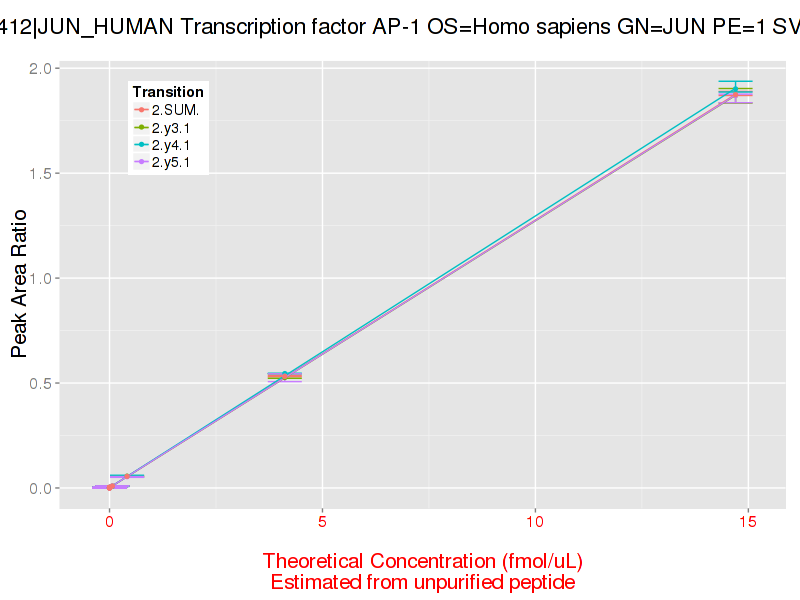 412|JUN_HUMAN Transcription factor AP-1 OS=Homo sapiens GN=JUN PE=1 SV
2.0
1.5
1.0
0.5
0.0
Peak Area Ratio
Transition
2.SUM.
2.y3.1
2.y4.1
2.y5.1
0
5
10
15
Theoretical Concentration (fmol/uL)
Estimated from unpurified peptide